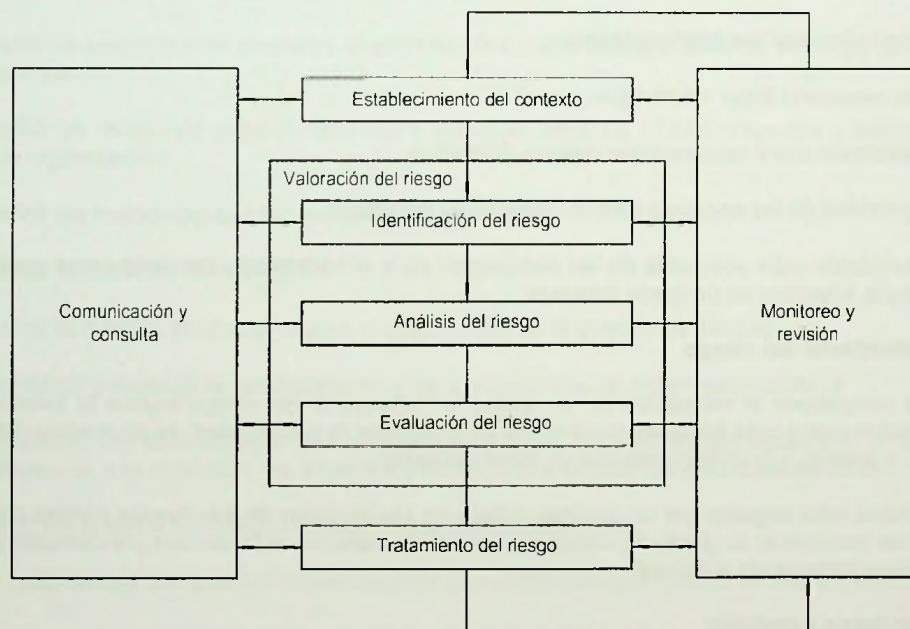 Establecimiento del contexto
Valoración del riesgo
Identificación del riesgo
Comunicación y
consulta
Análisis del riesgo
Monitoreo y
revisión
Evaluación del riesgo
Tratamiento del riesgo